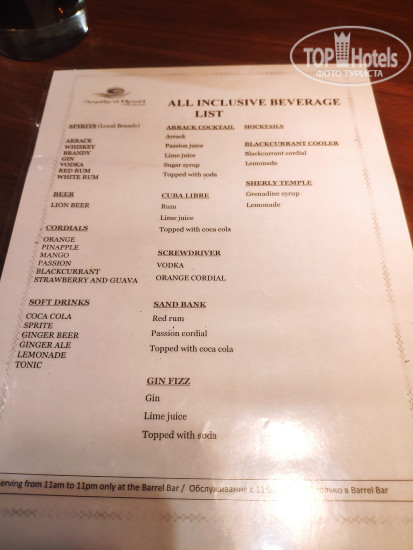 TOP Hotels
ФОТО ТУРИСТА
ALL INCLUSIVE BEVERAGE
LIST
SPIRITS (Local Brands)
ARRACK
WHISKEY
BRANDY
GIN
VODKA
RED RUM
WHITE RUM
BEER
LION BEER
CORDIALS
ORANGE
PINAPPLE
MANGO
PASSION
BLACKCURRANT
STRAWBERRY AND GUAVA
SOFT DRINKS
COCA COLA
SPRITE
GINGER BEER
GINGER ALE
LEMONADE
TONIC
ARRACK COCKTAIL
Arrack
Passion juice
Lime juice
Sugar syrup
Topped with soda
CUBA LIBRE
Rum
Lime juice
Topped with coca cola
SCREWDRIVER
VODKA
ORANGE CORDIAL
SAND BANK
Red rum
Passion cordial
Topped with coca cola
GIN FIZZ
Gin
Lime juice
Topped with soda
MOCKTAILS
BLACKCURRANT COOLER
Blackcurrant cordial
Lemonade
SHERLY TEMPLE
Grenadine syrup
Lemonade
serving from 11am to 11pm only at the Barrel Bar / Обслуживание с 11 только в Barrel Bar